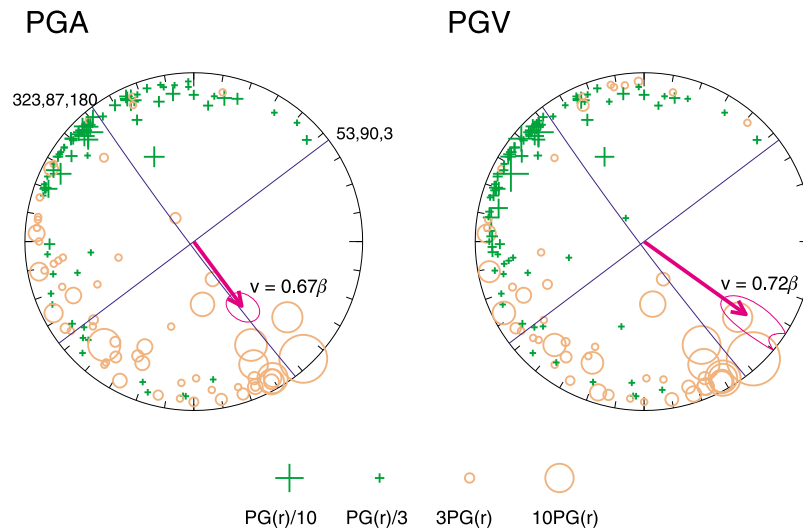 PGA PGV
323,87,180
53,90,3
v = 0.67β
v = 0.72β
PG(r)/10 PG(r)/3 3PG(r) 10PG(r)